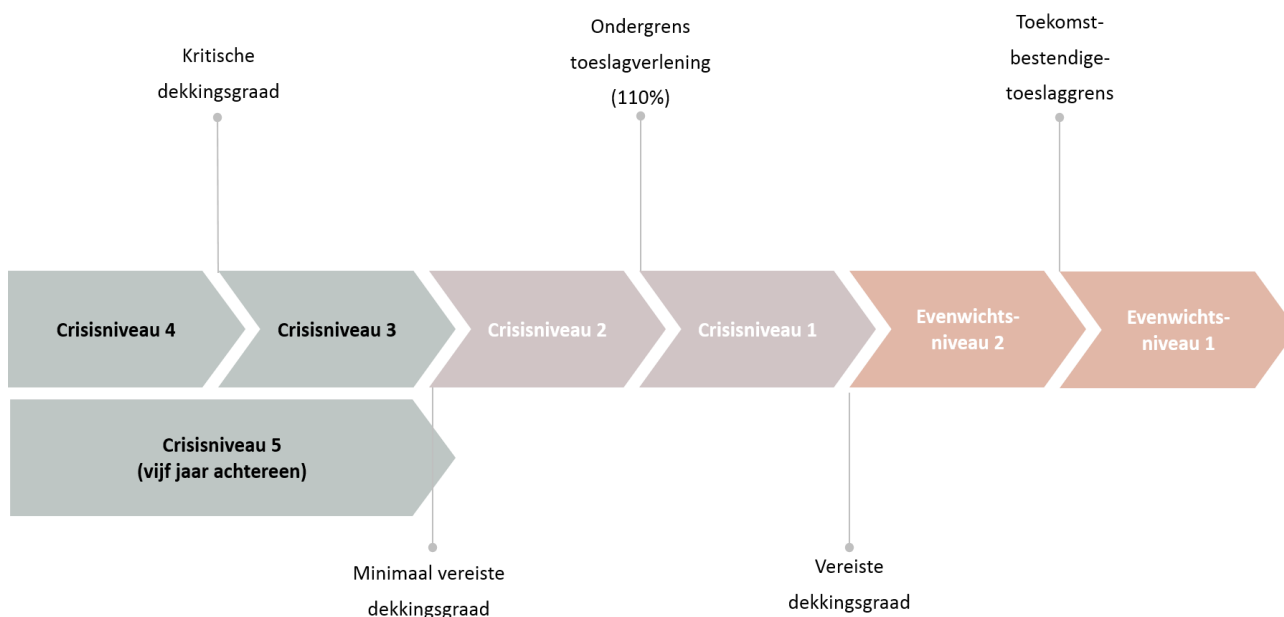 Kritische
dekkingsgraad
Ondergrens
toeslagverlening
(110%)
Toekomst-
bestendige-
toeslaggrens
Crisisniveau 4
Crisisniveau 3
Crisisniveau 2
Crisisniveau 1
Evenwichts-
niveau 2
Evenwichts-
niveau 1
Crisisniveau 5
(vijf jaar achtereen)
Minimaal vereiste
dekkingsgraad
Vereiste
dekkingsgraad